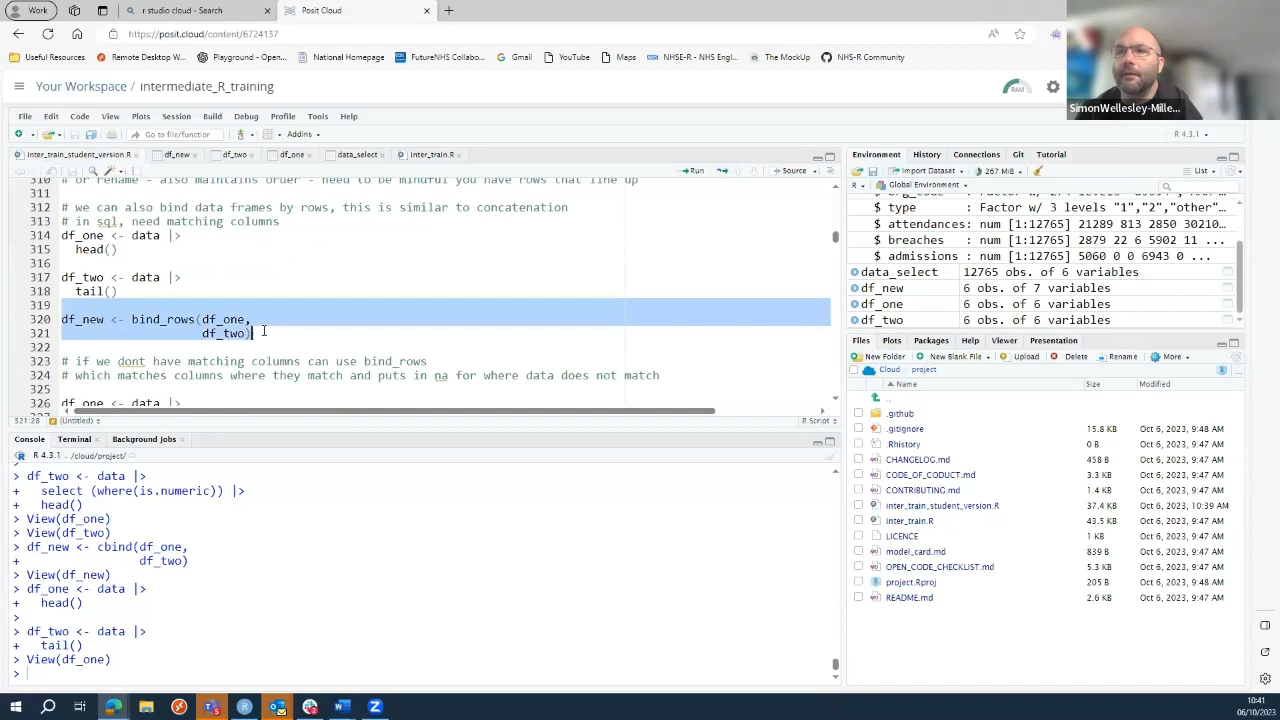 Work
r studio cloud - Search
Posit Cloud
https://posit.cloud/content/6724137
Useful Resources
Remote Desktop W...
Playground - Open...
National Homepage
FutureNHS Collabo...
Gmail
YouTube
Maps
NHSE-R - NHS Engl...
The MockUp
NHS-R Community
SimonWellesley-Mille...
Your Workspace / intermediate_R_training
RAM
File Edit Code View Plots Session Build Debug Profile Tools Help
Go to file/function
Addins
R 4.3.1
inter_train_student_version.R
df_new
df_two
df_one
data_select
inter_train.R
Run
Source
310 # or rename - also maintains order - need to be mindful you have rows that line up
311
312 # we can also bind data frames by rows, this is similar to concatenation
313 # in sql, need matching columns
314 df_one <- data |>
315 head()
316
317 df_two <- data |>
318 tail()
319
320 df_new <- bind_rows(df_one,
321 df_two)
322
323 # if we dont have matching columns can use bind_rows
324 # which matches columns where they match and puts in na for where data does not match
325
326 df_one <- data |>
321:28
(Untitled)
R Script
Console Terminal Background Jobs
R 4.3.1 · /cloud/project/
> df_two <- data |>
+ select (where(is.numeric)) |>
+ head()
> View(df_one)
> View(df_two)
> df_new <- cbind(df_one,
+ df_two)
> View(df_new)
> df_one <- data |>
+ head()
>
> df_two <- data |>
+ tail()
> View(df_one)
>
Environment History Connections Git Tutorial
Import Dataset
267 MiB
List
R
Global Environment
$ type : Factor w/ 3 levels "1","2","other"…
$ attendances: num [1:12765] 21289 813 2850 30210…
$ breaches : num [1:12765] 2879 22 6 5902 11 ...
$ admissions : num [1:12765] 5060 0 0 6943 0 ...
data_select 12765 obs. of 6 variables
df_new 6 obs. of 7 variables
df_one 6 obs. of 6 variables
df_two 6 obs. of 6 variables
Files Plots Packages Help Viewer Presentation
New Folder
New Blank File
Upload
Delete
Rename
More
Cloud
project
...
Name Size Modified
..
.github
.gitignore 15.8 KB Oct 6, 2023, 9:48 AM
.Rhistory 0 B Oct 6, 2023, 9:47 AM
CHANGELOG.md 458 B Oct 6, 2023, 9:47 AM
CODE_OF_CODUCT.md 3.3 KB Oct 6, 2023, 9:47 AM
CONTRIBUTING.md 1.4 KB Oct 6, 2023, 9:47 AM
inter_train_student_version.R 37.4 KB Oct 6, 2023, 10:39 AM
inter_train.R 43.5 KB Oct 6, 2023, 9:47 AM
LICENCE 1 KB Oct 6, 2023, 9:47 AM
model_card.md 839 B Oct 6, 2023, 9:47 AM
OPEN_CODE_CHECKLIST.md 5.3 KB Oct 6, 2023, 9:47 AM
project.Rproj 205 B Oct 6, 2023, 9:48 AM
README.md 2.6 KB Oct 6, 2023, 9:47 AM
10:41
06/10/2023